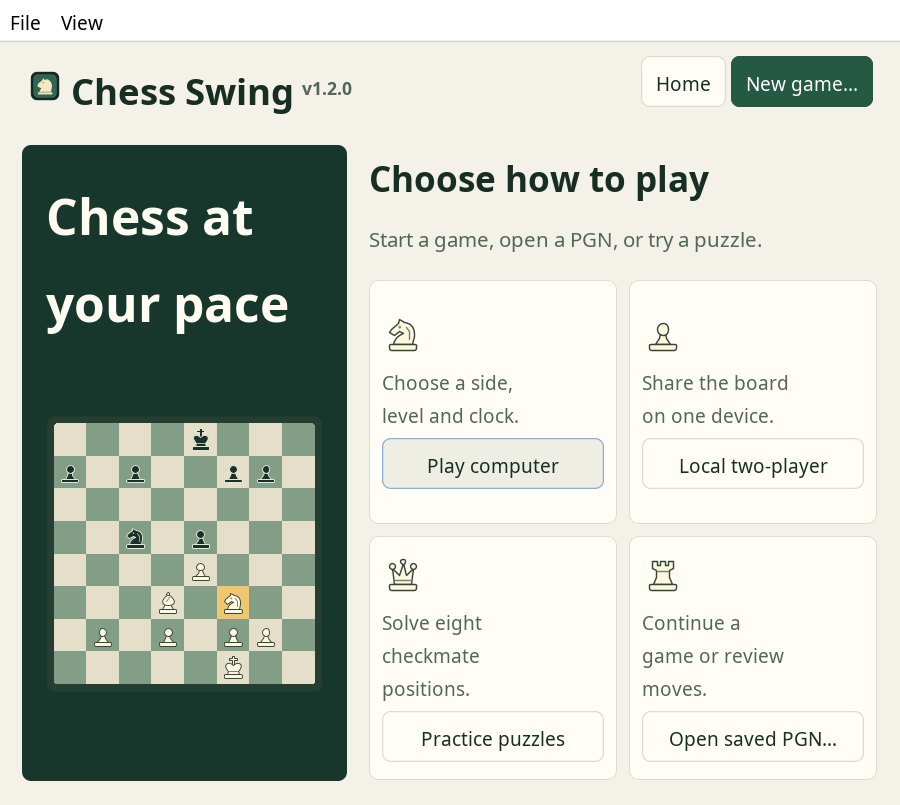 File View
Chess Swing v1.2.0
Home
New game...
Chess at
your pace
Choose how to play
Start a game, open a PGN, or try a puzzle.
Choose a side,
level and clock.
Play computer
Share the board
on one device.
Local two-player
Solve eight
checkmate
positions.
Practice puzzles
Continue a
game or review
moves.
Open saved PGN...